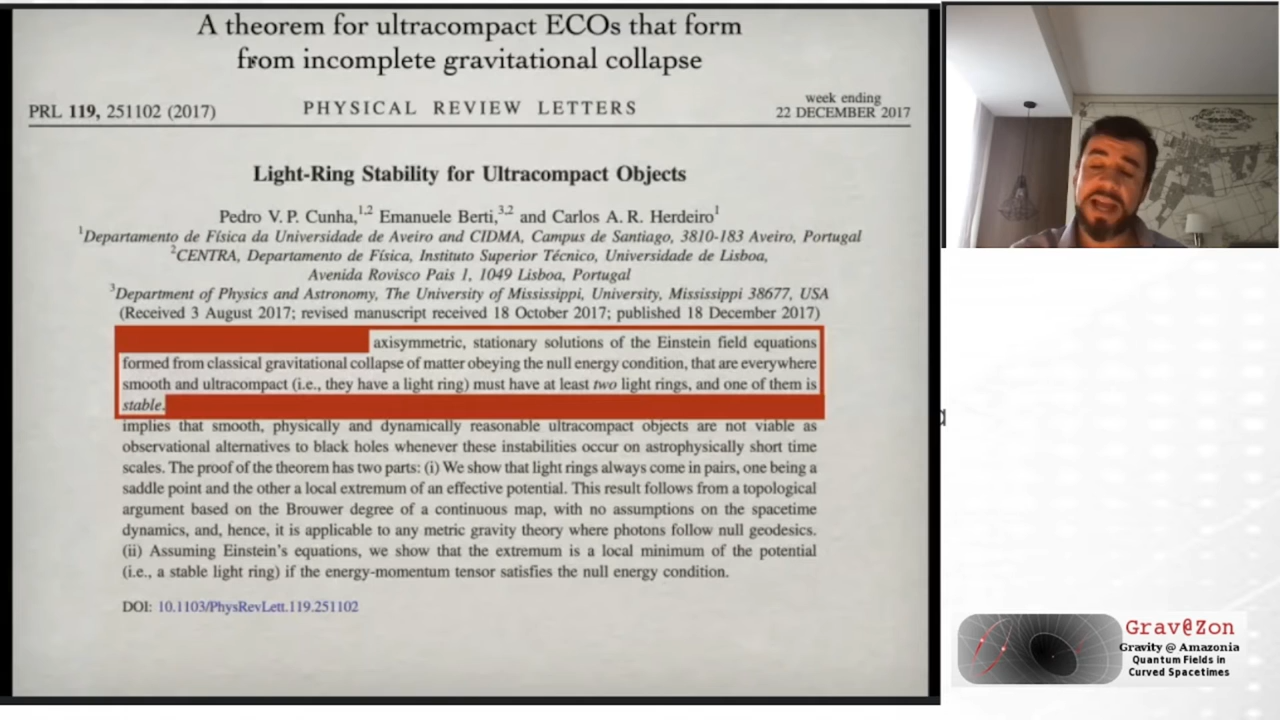 A theorem for ultracompact ECOs that form
from incomplete gravitational collapse
PRL 119, 251102 (2017)
PHYSICAL REVIEW LETTERS
week ending
22 DECEMBER 2017
Light-Ring Stability for Ultracompact Objects
Pedro V. P. Cunha,1,2 Emanuele Berti,3,2 and Carlos A. R. Herdeiro1
1Departamento de Física da Universidade de Aveiro and CIDMA, Campus de Santiago, 3810-183 Aveiro, Portugal
2CENTRA, Departamento de Física, Instituto Superior Técnico, Universidade de Lisboa,
Avenida Rovisco Pais 1, 1049 Lisboa, Portugal
3Department of Physics and Astronomy, The University of Mississippi, University, Mississippi 38677, USA
(Received 3 August 2017; revised manuscript received 18 October 2017; published 18 December 2017)
axisymmetric, stationary solutions of the Einstein field equations
formed from classical gravitational collapse of matter obeying the null energy condition, that are everywhere
smooth and ultracompact (i.e., they have a light ring) must have at least two light rings, and one of them is
stable.
implies that smooth, physically and dynamically reasonable ultracompact objects are not viable as
observational alternatives to black holes whenever these instabilities occur on astrophysically short time
scales. The proof of the theorem has two parts: (i) We show that light rings always come in pairs, one being a
saddle point and the other a local extremum of an effective potential. This result follows from a topological
argument based on the Brouwer degree of a continuous map, with no assumptions on the spacetime
dynamics, and, hence, it is applicable to any metric gravity theory where photons follow null geodesics.
(ii) Assuming Einstein's equations, we show that the extremum is a local minimum of the potential
(i.e., a stable light ring) if the energy-momentum tensor satisfies the null energy condition.
DOI: 10.1103/PhysRevLett.119.251102
Grav@Zon
Gravity @ Amazonia
Quantum Fields in
Curved Spacetimes